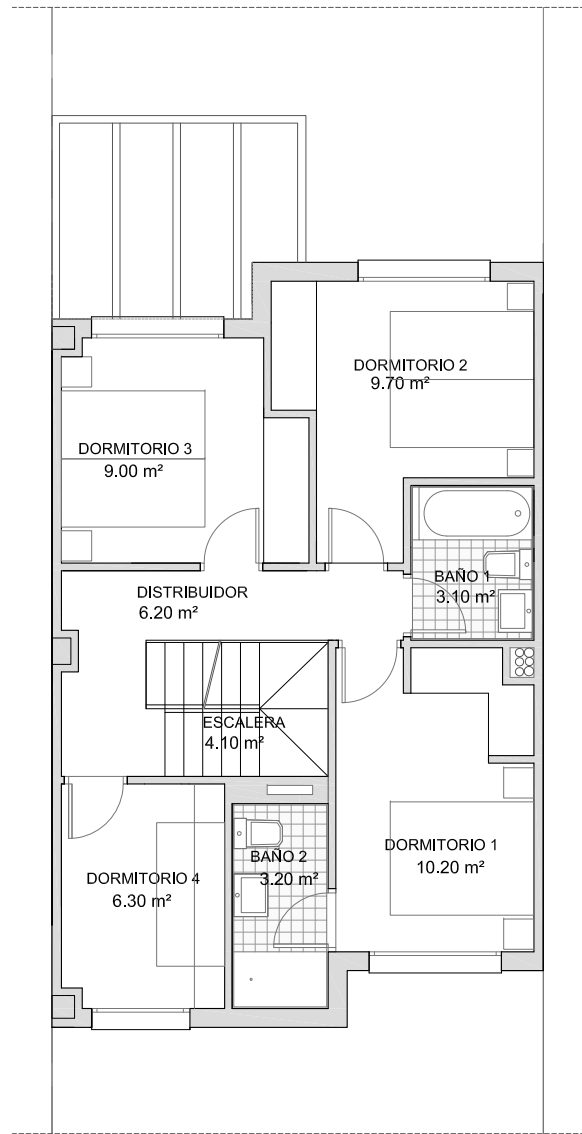 DORMITORIO 2
9.70 m²
DORMITORIO 3
9.00 m²
BAÑO 1
3.10 m²
DISTRIBUIDOR
6.20 m²
ESCALERA
4.10 m²
DORMITORIO 1
10.20 m²
BAÑO 2
3.20 m²
DORMITORIO 4
6.30 m²